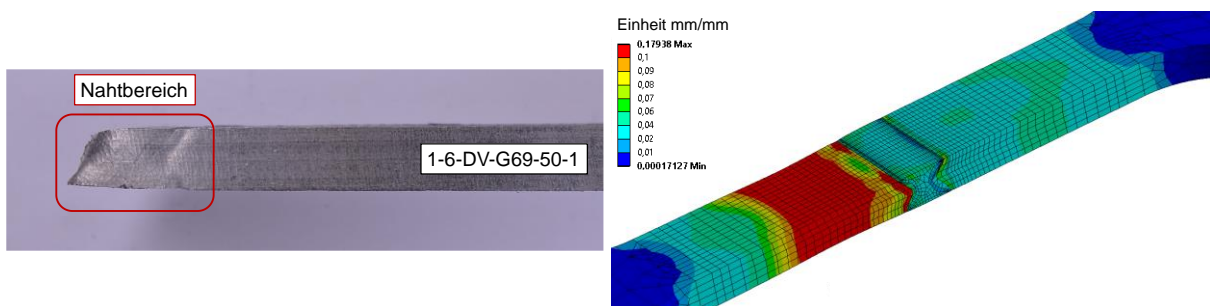 Nahtbereich
1-6-DV-G69-50-1
Einheit mm/mm
0,17938 Max
0,1
0,09
0,08
0,07
0,06
0,04
0,02
0,01
0,00017127 Min